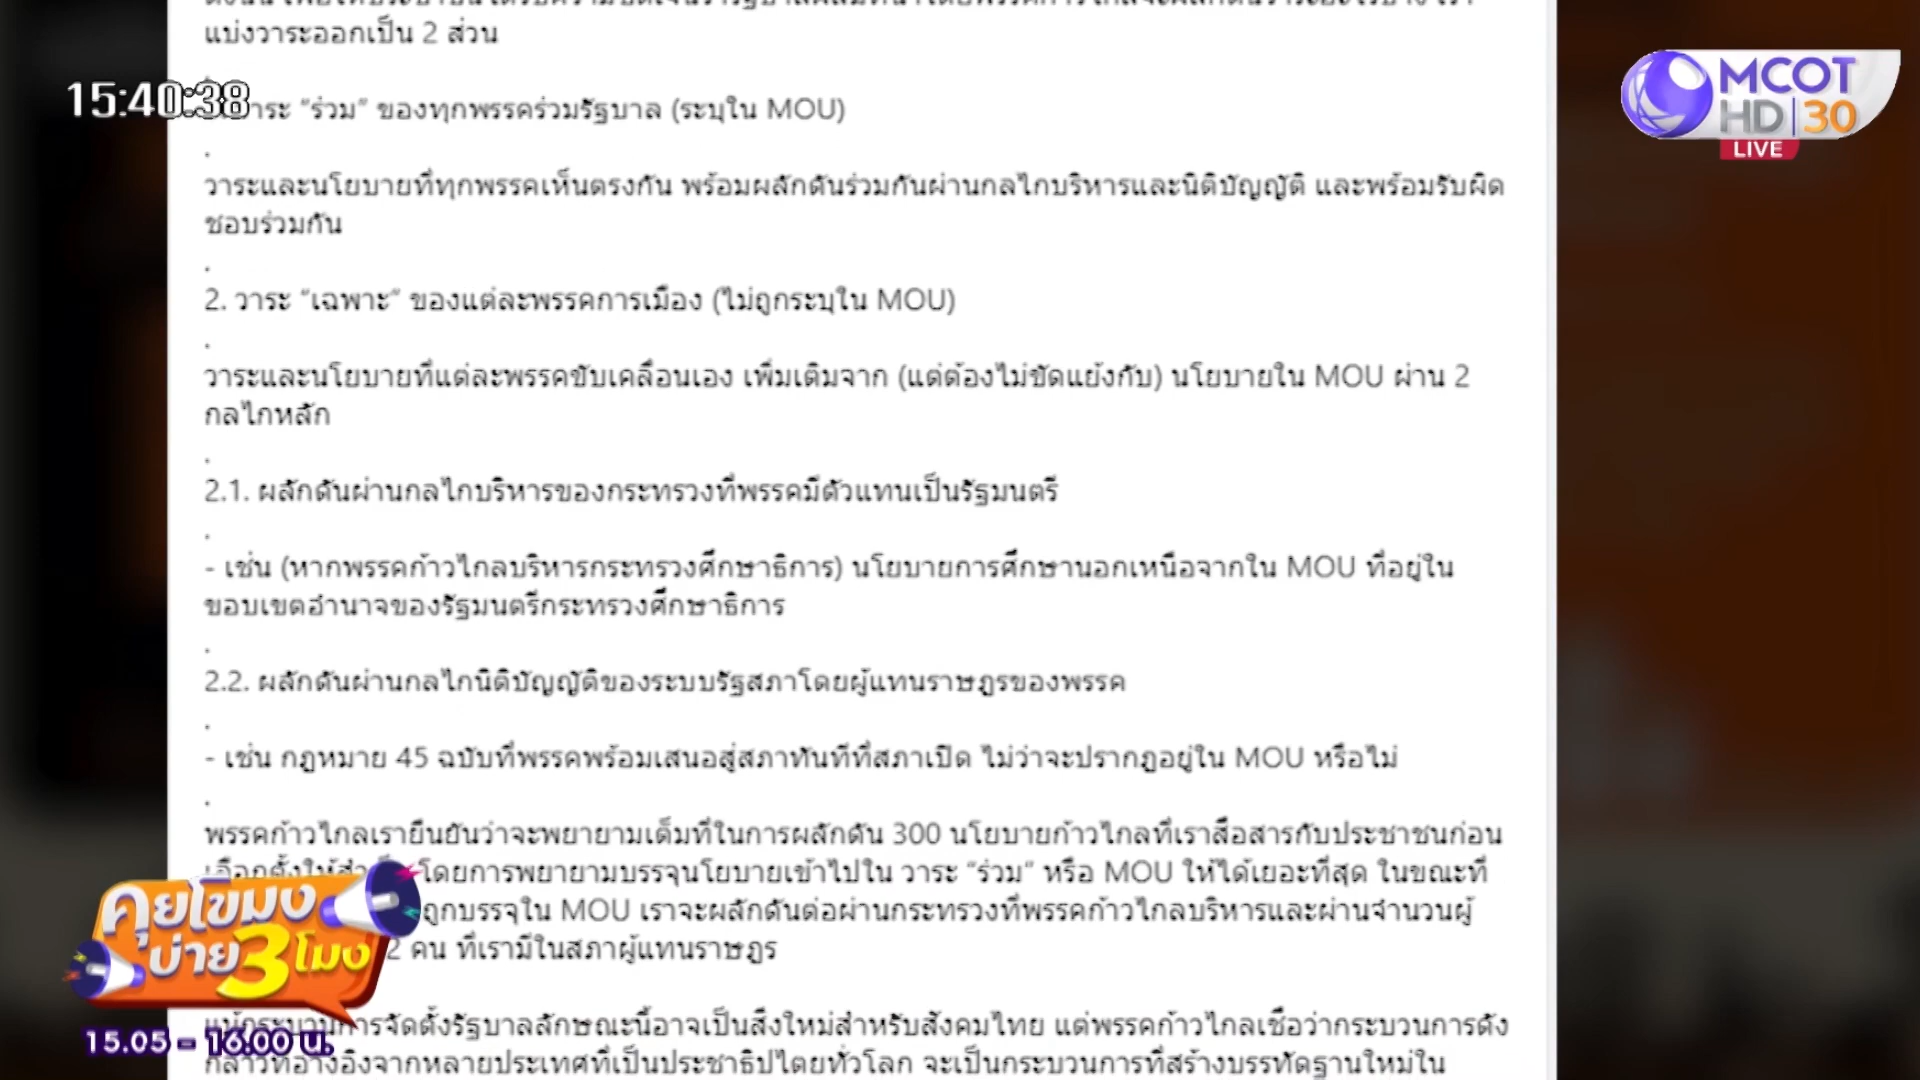 แบ่งวาระออกเป็น 2 ส่วน
15:40:38
วาระ “ร่วม” ของทุกพรรคร่วมรัฐบาล (ระบุใน MOU)
.
วาระและนโยบายที่ทุกพรรคเห็นตรงกัน พร้อมผลักดันร่วมกันผ่านกลไกบริหารและนิติบัญญัติ และพร้อมรับผิด
ชอบร่วมกัน
.
2. วาระ “เฉพาะ” ของแต่ละพรรคการเมือง (ไม่ถูกระบุใน MOU)
.
วาระและนโยบายที่แต่ละพรรคขับเคลื่อนเอง เพิ่มเติมจาก (แต่ต้องไม่ขัดแย้งกับ) นโยบายใน MOU ผ่าน 2
กลไกหลัก
.
2.1. ผลักดันผ่านกลไกบริหารของกระทรวงที่พรรคมีตัวแทนเป็นรัฐมนตรี
.
- เช่น (หากพรรคก้าวไกลบริหารกระทรวงศึกษาธิการ) นโยบายการศึกษานอกเหนือจากใน MOU ที่อยู่ใน
ขอบเขตอำนาจของรัฐมนตรีกระทรวงศึกษาธิการ
.
2.2. ผลักดันผ่านกลไกนิติบัญญัติของระบบรัฐสภาโดยผู้แทนราษฎรของพรรค
.
- เช่น กฎหมาย 45 ฉบับที่พรรคพร้อมเสนอสู่สภาทันทีที่สภาเปิด ไม่ว่าจะปรากฏอยู่ใน MOU หรือไม่
.
พรรคก้าวไกลเรายืนยันว่าจะพยายามเต็มที่ในการผลักดัน 300 นโยบายก้าวไกลที่เราสื่อสารกับประชาชนก่อน
เลือกตั้งให้สำเร็จ โดยการพยายามบรรจุนโยบายเข้าไปใน วาระ “ร่วม” หรือ MOU ให้ได้เยอะที่สุด ในขณะที่
ถูกบรรจุใน MOU เราจะผลักดันต่อผ่านกระทรวงที่พรรคก้าวไกลบริหารและผ่านจำนวนผู้
2 คน ที่เรามีในสภาผู้แทนราษฎร
แม้กระบวนการจัดตั้งรัฐบาลลักษณะนี้อาจเป็นสิ่งใหม่สำหรับสังคมไทย แต่พรรคก้าวไกลเชื่อว่ากระบวนการดัง
กล่าวที่อ้างอิงจากหลายประเทศที่เป็นประชาธิปไตยทั่วโลก จะเป็นกระบวนการที่สร้างบรรทัดฐานใหม่ใน
MCOT
HD 30
LIVE
คุยโขมง
บ่าย 3 โมง
15.05 - 16.00 น.